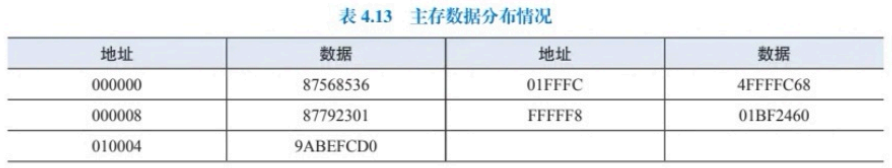 表 4.13 主存数据分布情况
地址 数据 地址 数据
000000 87568536 01FFFC 4FFFFC68
000008 87792301 FFFFF8 01BF2460
010004 9ABEFCD0